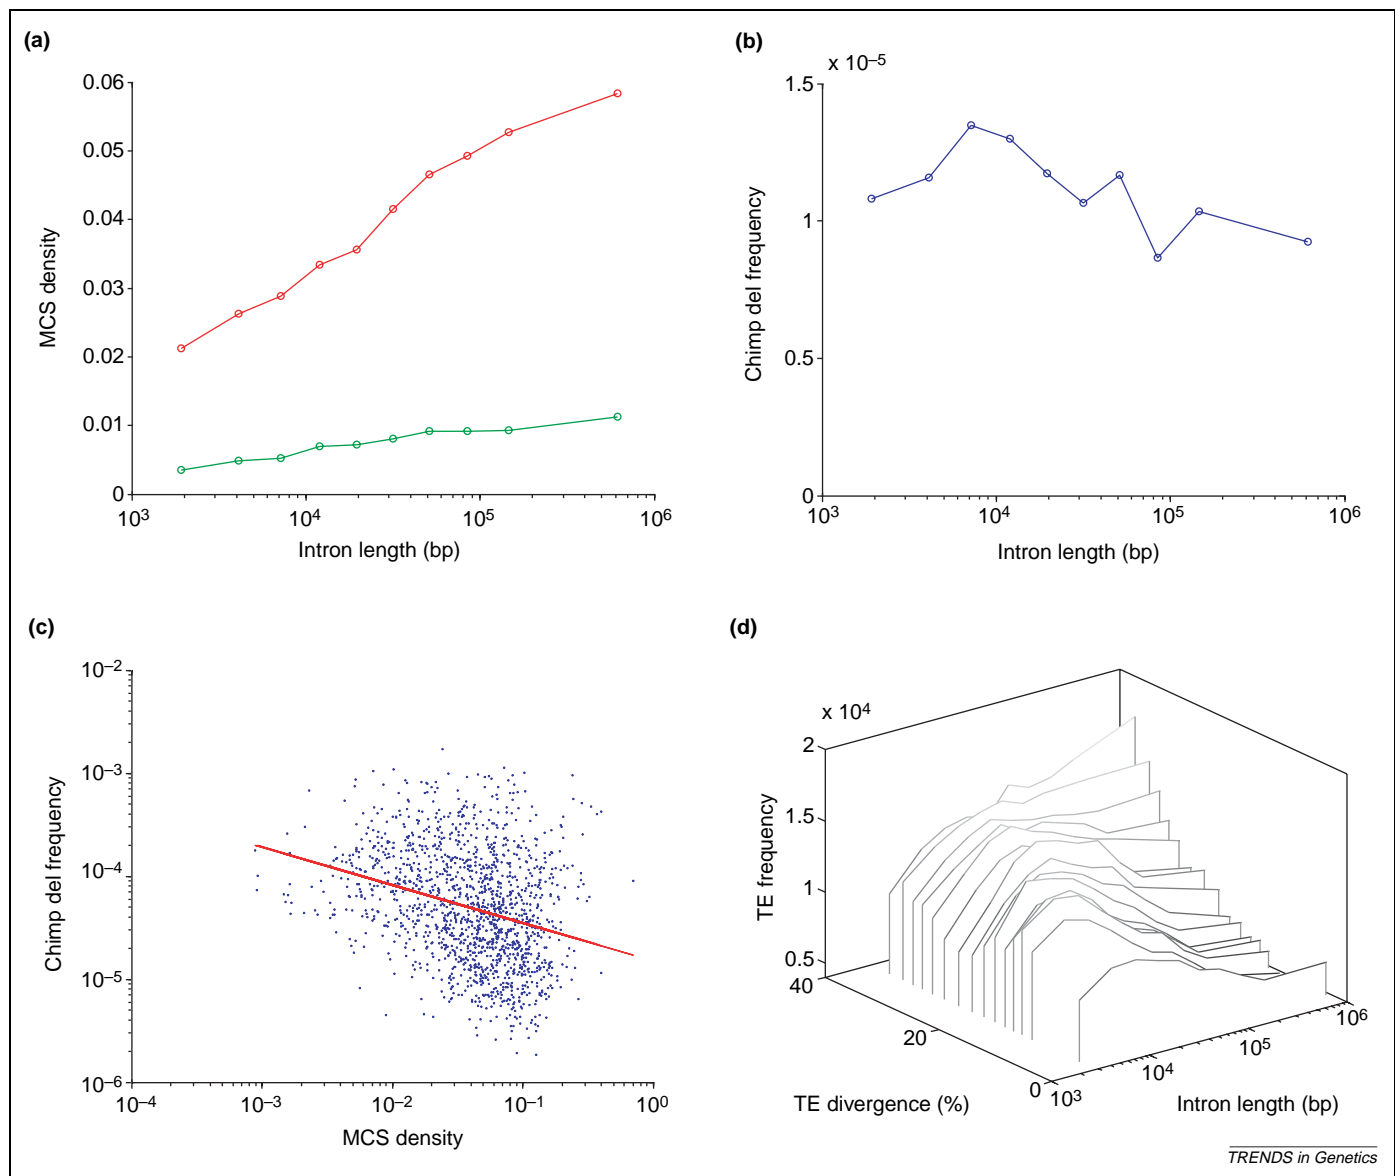 (a)
0.06
0.05
0.04
0.03
0.02
0.01
0
MCS density
10³ 10⁴ 10⁵ 10⁶
Intron length (bp)
(b)
x 10⁻⁵
1.5
1
0.5
0
Chimp del frequency
10³ 10⁴ 10⁵ 10⁶
Intron length (bp)
(c)
10⁻²
10⁻³
10⁻⁴
10⁻⁵
10⁻⁶
Chimp del frequency
10⁻⁴ 10⁻³ 10⁻² 10⁻¹ 10⁰
MCS density
(d)
x 10⁴
2
1.5
1
0.5
TE frequency
40
20
0
TE divergence (%)
10³ 10⁴ 10⁵ 10⁶
Intron length (bp)
TRENDS in Genetics